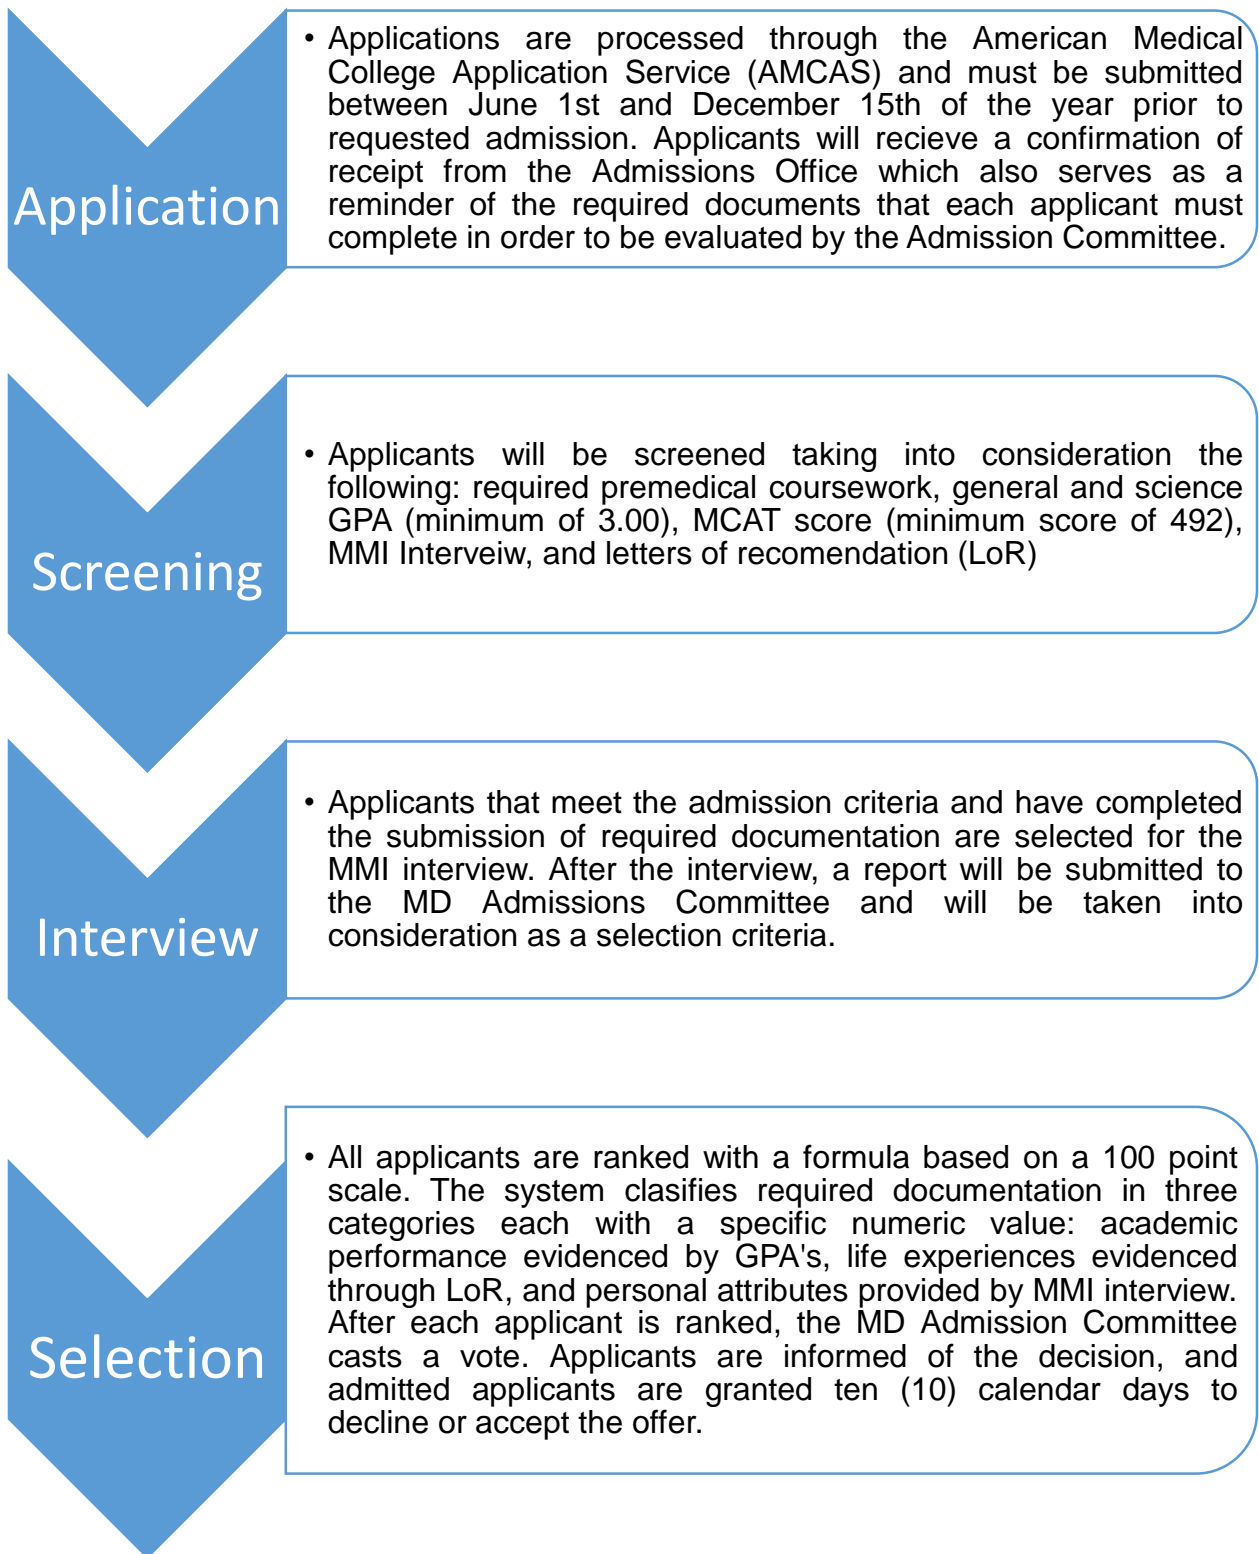 Application
• Applications are processed through the American Medical
College Application Service (AMCAS) and must be submitted
between June 1st and December 15th of the year prior to
requested admission. Applicants will recieve a confirmation of
receipt from the Admissions Office which also serves as a
reminder of the required documents that each applicant must
complete in order to be evaluated by the Admission Committee.
Screening
• Applicants will be screened taking into consideration the
following: required premedical coursework, general and science
GPA (minimum of 3.00), MCAT score (minimum score of 492),
MMI Interveiw, and letters of recomendation (LoR)
Interview
• Applicants that meet the admission criteria and have completed
the submission of required documentation are selected for the
MMI interview. After the interview, a report will be submitted to
the MD Admissions Committee and will be taken into
consideration as a selection criteria.
Selection
• All applicants are ranked with a formula based on a 100 point
scale. The system clasifies required documentation in three
categories each with a specific numeric value: academic
performance evidenced by GPA's, life experiences evidenced
through LoR, and personal attributes provided by MMI interview.
After each applicant is ranked, the MD Admission Committee
casts a vote. Applicants are informed of the decision, and
admitted applicants are granted ten (10) calendar days to
decline or accept the offer.